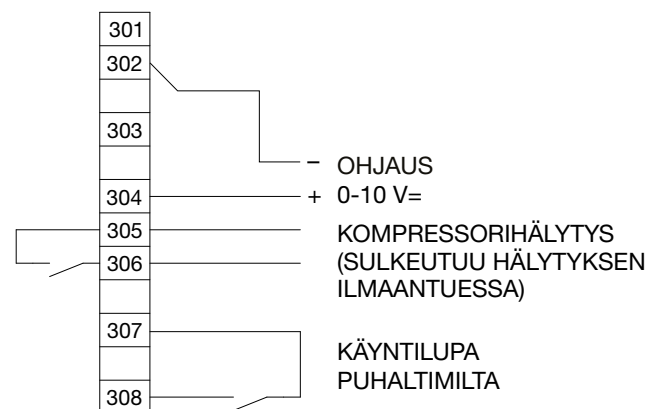 301
302
303
– OHJAUS
304 + 0-10 V=
305 KOMPRESSORIHÄLYTYS
306 (SULKEUTUU HÄLYTYKSEN
ILMAANTUESSA)
307
KÄYNTILUPA
PUHALTIMILTA
308